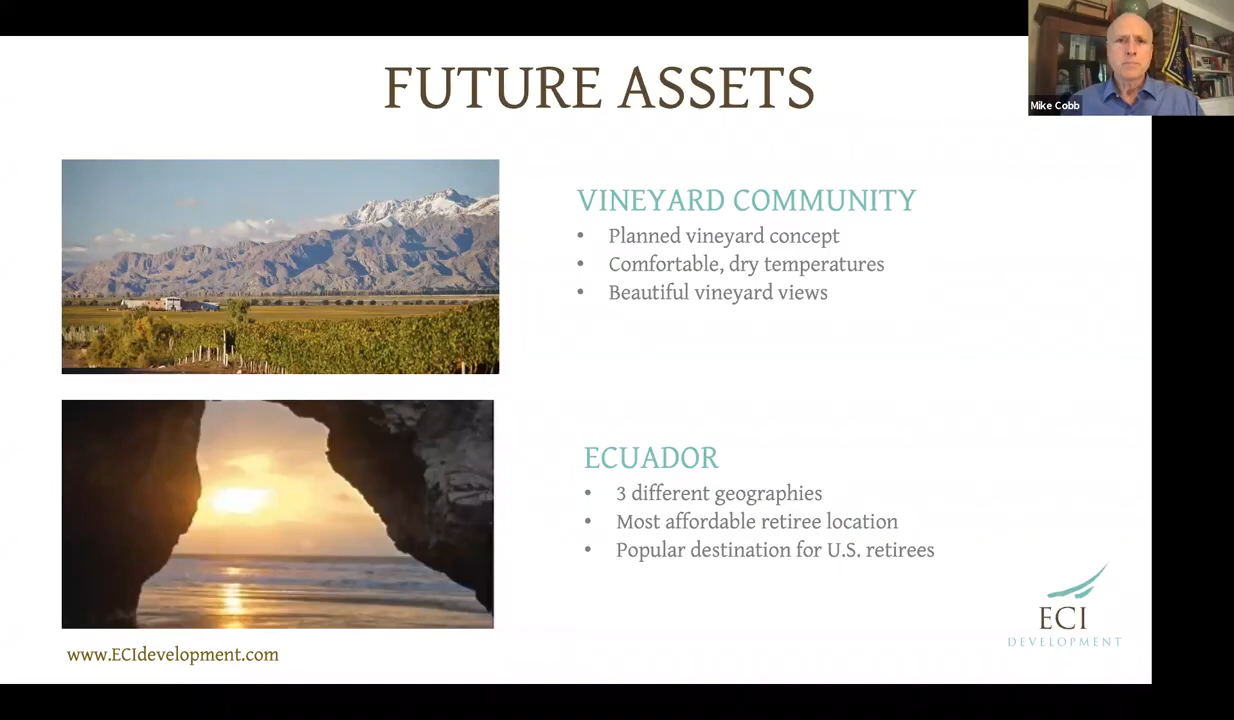 FUTURE ASSETS
Mike Cobb
VINEYARD COMMUNITY
• Planned vineyard concept
• Comfortable, dry temperatures
• Beautiful vineyard views
ECUADOR
• 3 different geographies
• Most affordable retiree location
• Popular destination for U.S. retirees
ECI
DEVELOPMENT
www.ECIdevelopment.com